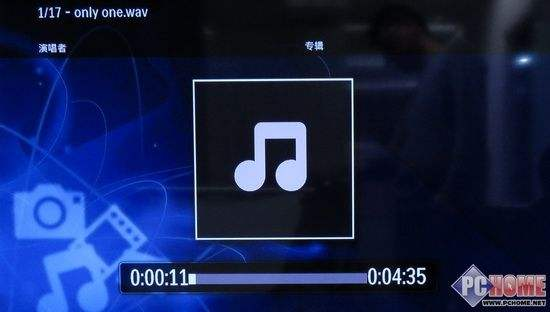 1/17 - only one.wav
演唱者
专辑
0:00:11
0:04:35
PCHOME
WWW.PCHOME.NET